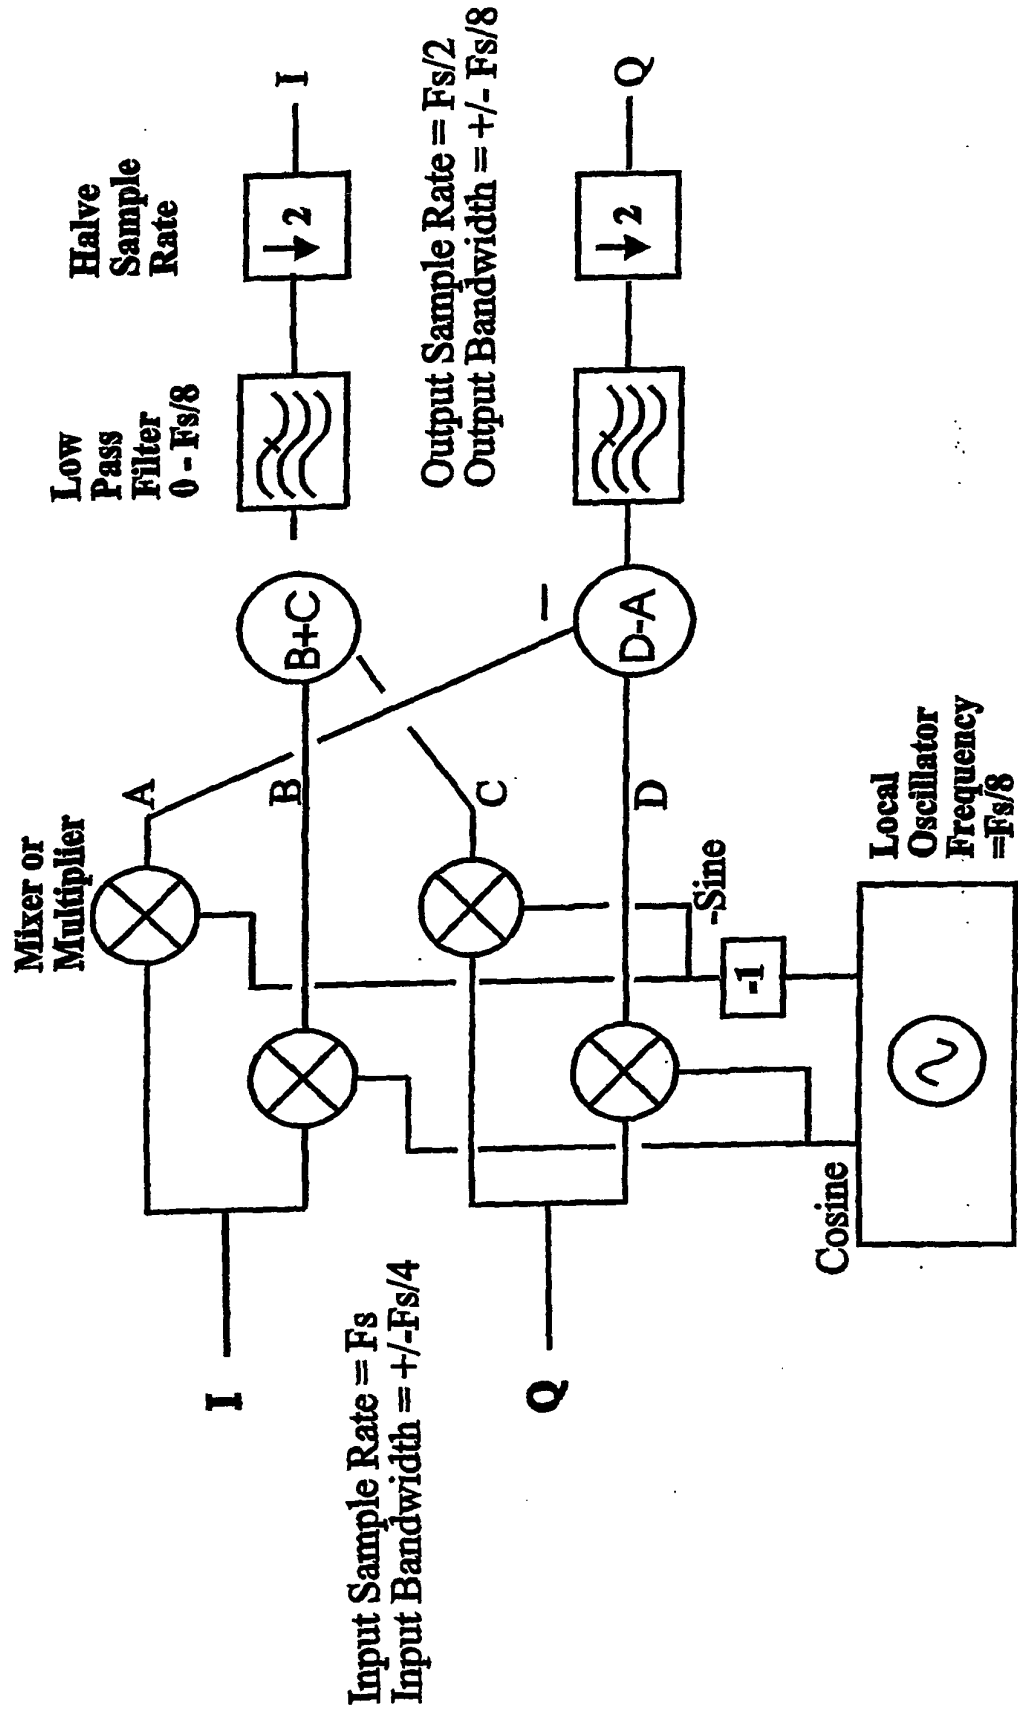 Mixer or
Multiplier
Low
Pass
Filter
0 - Fs/8
Halve
Sample
Rate
A
B
C
D
I
Q
B+C
D-A
–
2
2
I
Q
Input Sample Rate = Fs
Input Bandwidth = +/-Fs/4
Output Sample Rate = Fs/2
Output Bandwidth = +/- Fs/8
-Sine
-1
Cosine
Local
Oscillator
Frequency
=Fs/8